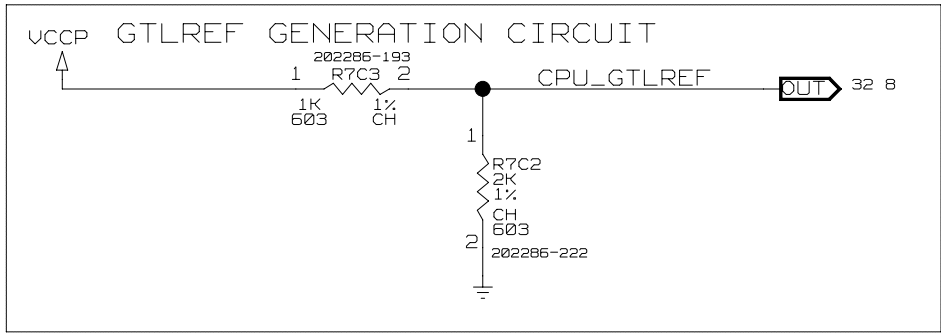 VCCP GTLREF GENERATION CIRCUIT
202286-193
1 R7C3 2
1K 1%
603 CH
CPU_GTLREF
OUT 32 8
1
R7C2
2K
1%
CH
603
2
202286-222